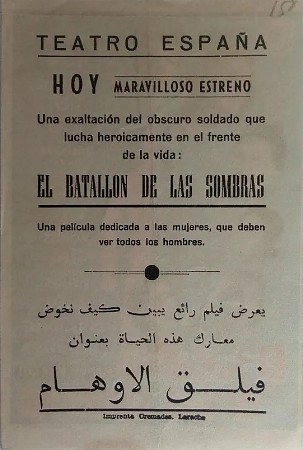 TEATRO ESPAÑA
HOY MARAVILLOSO ESTRENO
Una exaltación del obscuro soldado que
lucha heroicamente en el frente
de la vida:
EL BATALLON DE LAS SOMBRAS
Una película dedicada a las mujeres, que deben
ver todos los hombres.
يعرض فيلم رائع يبين كيف نخوض
معارك هذه الحياة بعنوان
فيلق الاوهام
Imprenta Cremades. Larache